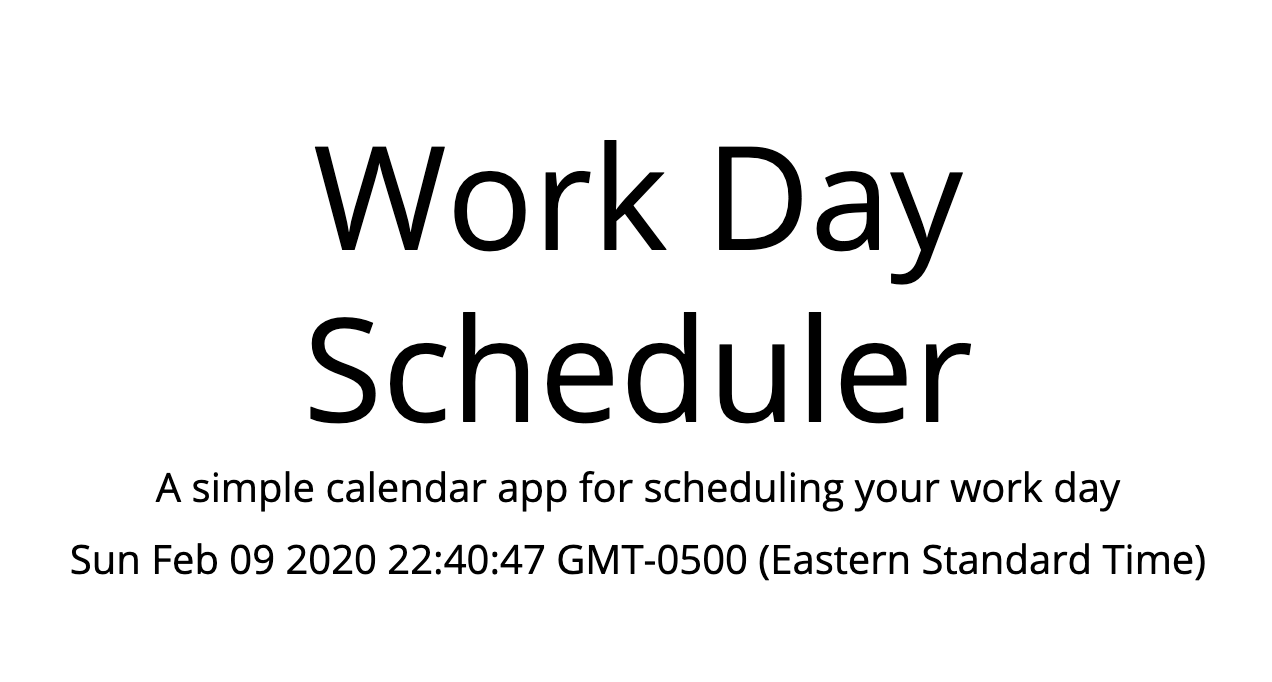 Work Day
Scheduler
A simple calendar app for scheduling your work day
Sun Feb 09 2020 22:40:47 GMT-0500 (Eastern Standard Time)